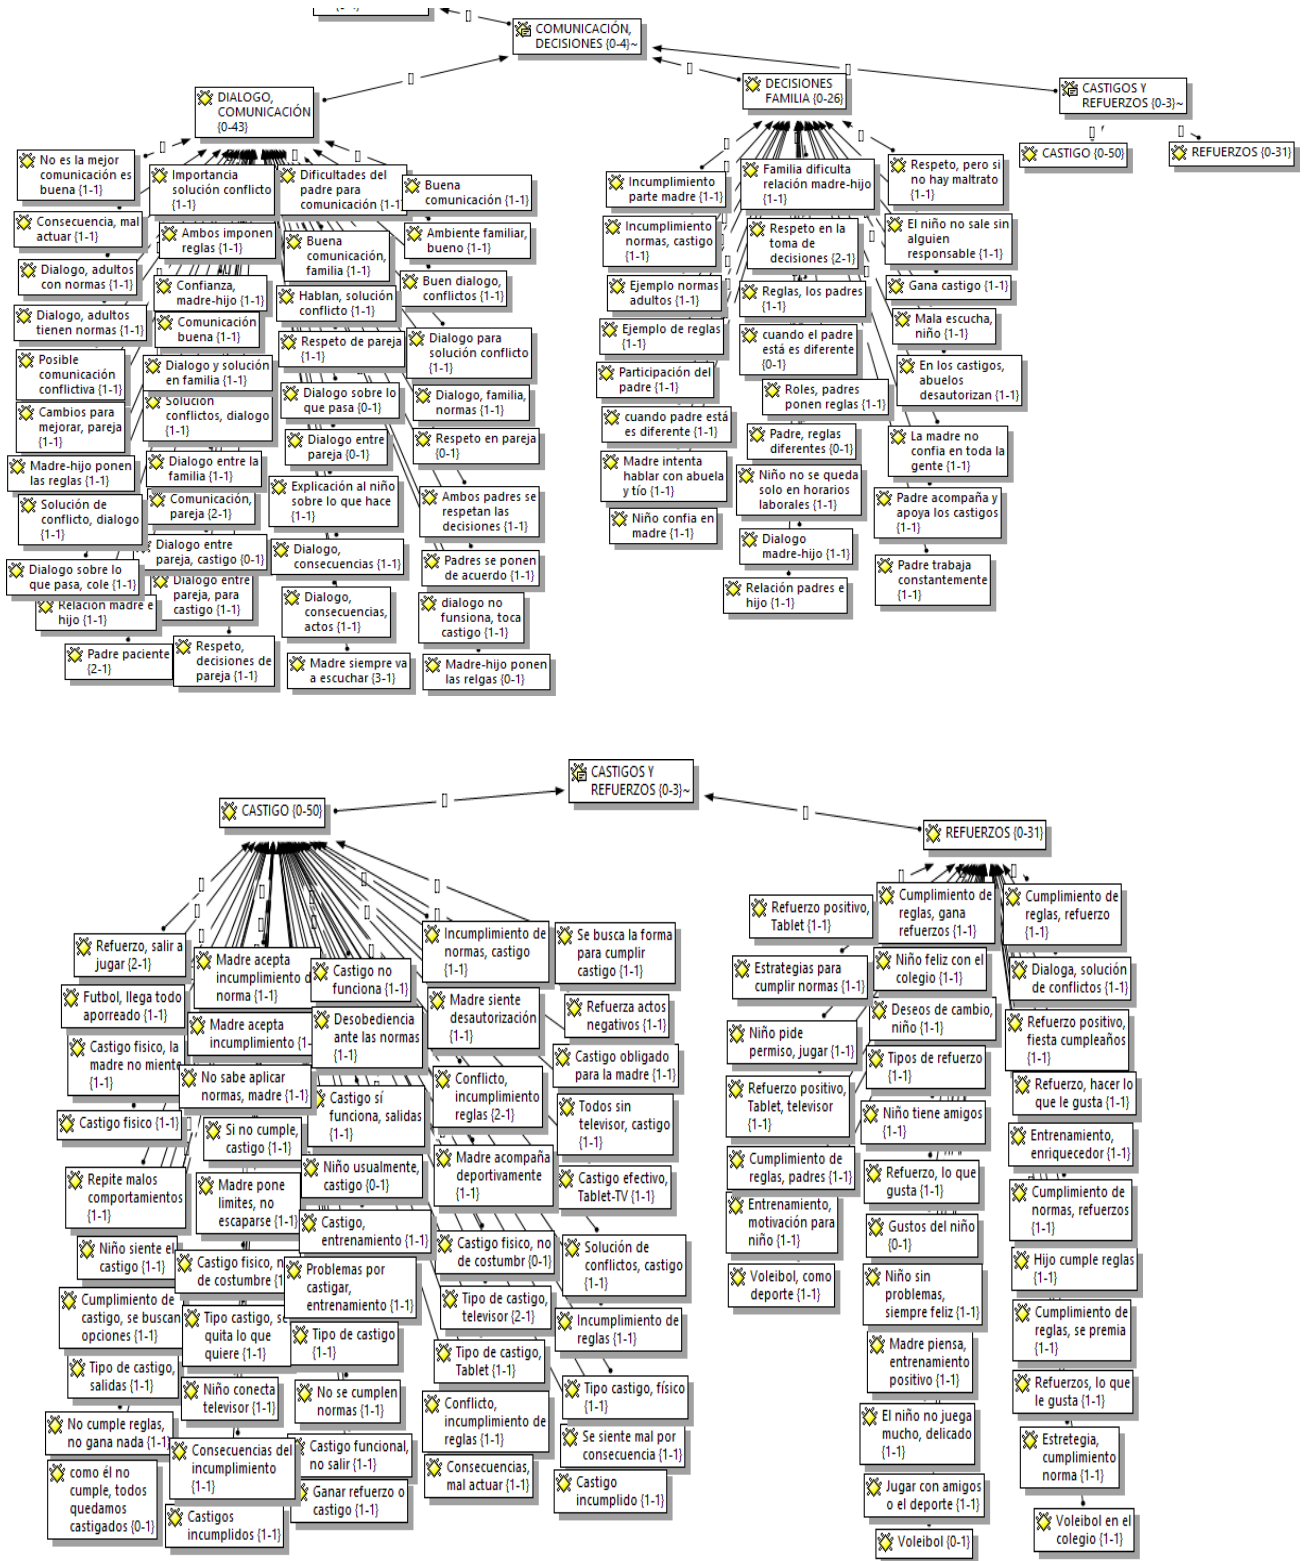 COMUNICACIÓN,
DECISIONES {0-4}~
DIALOGO,
COMUNICACIÓN
{0-43}
DECISIONES
FAMILIA {0-26}
CASTIGOS Y
REFUERZOS {0-3}~
CASTIGO {0-50}
REFUERZOS {0-31}
No es la mejor
comunicación es
buena {1-1}
Consecuencia, mal
actuar {1-1}
Dialogo, adultos
con normas {1-1}
Dialogo, adultos
tienen normas {1-1}
Posible
comunicación
conflictiva {1-1}
Cambios para
mejorar, pareja
{1-1}
Madre-hijo ponen
las reglas {1-1}
Solución de
conflicto, dialogo
{1-1}
Dialogo sobre lo
que pasa, cole {1-1}
Relación madre e
hijo {1-1}
Padre paciente
{2-1}
Importancia
solución conflicto
{1-1}
Ambos imponen
reglas {1-1}
Confianza,
madre-hijo {1-1}
Comunicación
buena {1-1}
Dialogo y solución
en familia {1-1}
Solución
conflictos, dialogo
{1-1}
Dialogo entre la
familia {1-1}
Comunicación,
pareja {2-1}
Dialogo entre
pareja, castigo {0-1}
Dialogo entre
pareja, para
castigo {1-1}
Respeto,
decisiones de
pareja {1-1}
Dificultades del
padre para
comunicación {1-1}
Buena
comunicación,
familia {1-1}
Hablan, solución
conflicto {1-1}
Respeto de pareja
{1-1}
Dialogo sobre lo
que pasa {0-1}
Dialogo entre
pareja {0-1}
Explicación al niño
sobre lo que hace
{1-1}
Dialogo,
consecuencias {1-1}
Dialogo,
consecuencias,
actos {1-1}
Madre siempre va
a escuchar {3-1}
Buena
comunicación {1-1}
Ambiente familiar,
bueno {1-1}
Buen dialogo,
conflictos {1-1}
Dialogo para
solución conflicto
{1-1}
Dialogo, familia,
normas {1-1}
Respeto en pareja
{0-1}
Ambos padres se
respetan las
decisiones {1-1}
Padres se ponen
de acuerdo {1-1}
dialogo no
funsiona, toca
castigo {1-1}
Madre-hijo ponen
las relgas {0-1}
Incumplimiento
parte madre {1-1}
Incumplimiento
normas, castigo
{1-1}
Ejemplo normas
adultos {1-1}
Ejemplo de reglas
{1-1}
Participación del
padre {1-1}
cuando padre está
es diferente {1-1}
Madre intenta
hablar con abuela
y tío {1-1}
Niño confia en
madre {1-1}
Familia dificulta
relación madre-hijo
{1-1}
Respeto en la
toma de
decisiones {2-1}
Reglas, los padres
{1-1}
cuando el padre
está es diferente
{0-1}
Roles, padres
ponen reglas {1-1}
Padre, reglas
diferentes {0-1}
Niño no se queda
solo en horarios
laborales {1-1}
Dialogo
madre-hijo {1-1}
Relación padres e
hijo {1-1}
Respeto, pero si
no hay maltrato
{1-1}
El niño no sale sin
alguien
responsable {1-1}
Gana castigo {1-1}
Mala escucha,
niño {1-1}
En los castigos,
abuelos
desautorizan {1-1}
La madre no
confia en toda la
gente {1-1}
Padre acompaña y
apoya los castigos
{1-1}
Padre trabaja
constantemente
{1-1}
CASTIGOS Y
REFUERZOS {0-3}~
CASTIGO {0-50}
REFUERZOS {0-31}
Refuerzo, salir a
jugar {2-1}
Futbol, llega todo
aporreado {1-1}
Castigo fisico, la
madre no miente
{1-1}
Castigo fisico {1-1}
Repite malos
comportamientos
{1-1}
Niño siente el
castigo {1-1}
Cumplimiento de
castigo, se buscan
opciones {1-1}
Tipo de castigo,
salidas {1-1}
No cumple reglas,
no gana nada {1-1}
como él no
cumple, todos
quedamos
castigados {0-1}
Madre acepta
incumplimiento d
norma {1-1}
Madre acepta
incumplimiento {1-
No sabe aplicar
normas, madre {1-1}
Si no cumple,
castigo {1-1}
Madre pone
limites, no
escaparse {1-1}
Castigo fisico, n
de costumbre {1
Tipo castigo, se
quita lo que
quiere {1-1}
Niño conecta
televisor {1-1}
Consecuencias del
incumplimiento
{1-1}
Castigos
incumplidos {1-1}
Castigo no
funciona {1-1}
Desobediencia
ante las normas
{1-1}
Castigo sí
funciona, salidas
{1-1}
Niño usualmente,
castigo {0-1}
Castigo,
entrenamiento {1-1}
Problemas por
castigar,
entrenamiento {1-1}
Tipo de castigo
{1-1}
No se cumplen
normas {1-1}
Castigo funcional,
no salir {1-1}
Ganar refuerzo o
castigo {1-1}
Incumplimiento de
normas, castigo
{1-1}
Madre siente
desautorización
{1-1}
Conflicto,
incumplimiento
reglas {2-1}
Madre acompaña
deportivamente
{1-1}
Castigo fisico, no
de costumbr {0-1}
Tipo de castigo,
televisor {2-1}
Tipo de castigo,
Tablet {1-1}
Conflicto,
incumplimiento de
reglas {1-1}
Consecuencias,
mal actuar {1-1}
Se busca la forma
para cumplir
castigo {1-1}
Refuerza actos
negativos {1-1}
Castigo obligado
para la madre {1-1}
Todos sin
televisor, castigo
{1-1}
Castigo efectivo,
Tablet-TV {1-1}
Solución de
conflictos, castigo
{1-1}
Incumplimiento de
reglas {1-1}
Tipo castigo, físico
{1-1}
Se siente mal por
consecuencia {1-1}
Castigo
incumplido {1-1}
Refuerzo positivo,
Tablet {1-1}
Estrategias para
cumplir normas {1-1}
Niño pide
permiso, jugar {1-1}
Refuerzo positivo,
Tablet, televisor
{1-1}
Cumplimiento de
reglas, padres {1-1}
Entrenamiento,
motivación para
niño {1-1}
Voleibol, como
deporte {1-1}
Cumplimiento de
reglas, gana
refuerzos {1-1}
Niño feliz con el
colegio {1-1}
Deseos de cambio,
niño {1-1}
Tipos de refuerzo
{1-1}
Niño tiene amigos
{1-1}
Refuerzo, lo que
gusta {1-1}
Gustos del niño
{0-1}
Niño sin
problemas,
siempre feliz {1-1}
Madre piensa,
entrenamiento
positivo {1-1}
El niño no juega
mucho, delicado
{1-1}
Jugar con amigos
o el deporte {1-1}
Voleibol {0-1}
Cumplimiento de
reglas, refuerzo
{1-1}
Dialoga, solución
de conflictos {1-1}
Refuerzo positivo,
fiesta cumpleaños
{1-1}
Refuerzo, hacer lo
que le gusta {1-1}
Entrenamiento,
enriquecedor {1-1}
Cumplimiento de
normas, refuerzos
{1-1}
Hijo cumple reglas
{1-1}
Cumplimiento de
reglas, se premia
{1-1}
Refuerzos, lo que
le gusta {1-1}
Estretegia,
cumplimiento
norma {1-1}
Voleibol en el
colegio {1-1}